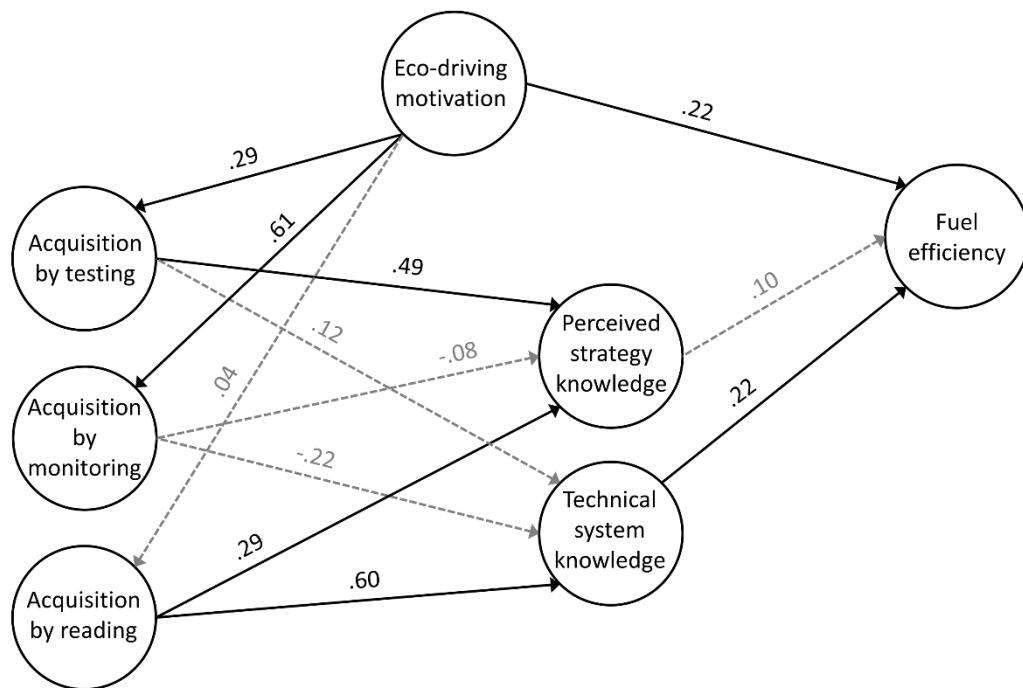 Eco-driving
motivation
.22
.29
Acquisition
by testing
.61
Fuel
efficiency
.49
.10
.12
Perceived
strategy
knowledge
-.08
.04
Acquisition
by
monitoring
.22
-.22
Technical
system
knowledge
.29
.60
Acquisition
by reading